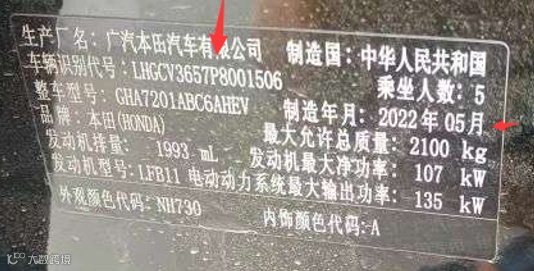 生产厂名：广汽本田汽车有限公司 制造国：中华人民共和国
车辆识别代号：LHGCV3657P8001506 乘坐人数：5
整车型号：GHA7201ABC6AHEV 制造年月：2022年05月
品牌：本田(HONDA) 最大允许总质量：2100 kg
发动机排量：1993 mL 发动机最大净功率：107 kW
发动机型号：LFB11 电动动力系统最大输出功率：135 kW
外观颜色代码：NH730 内饰颜色代码：A
大数跨境